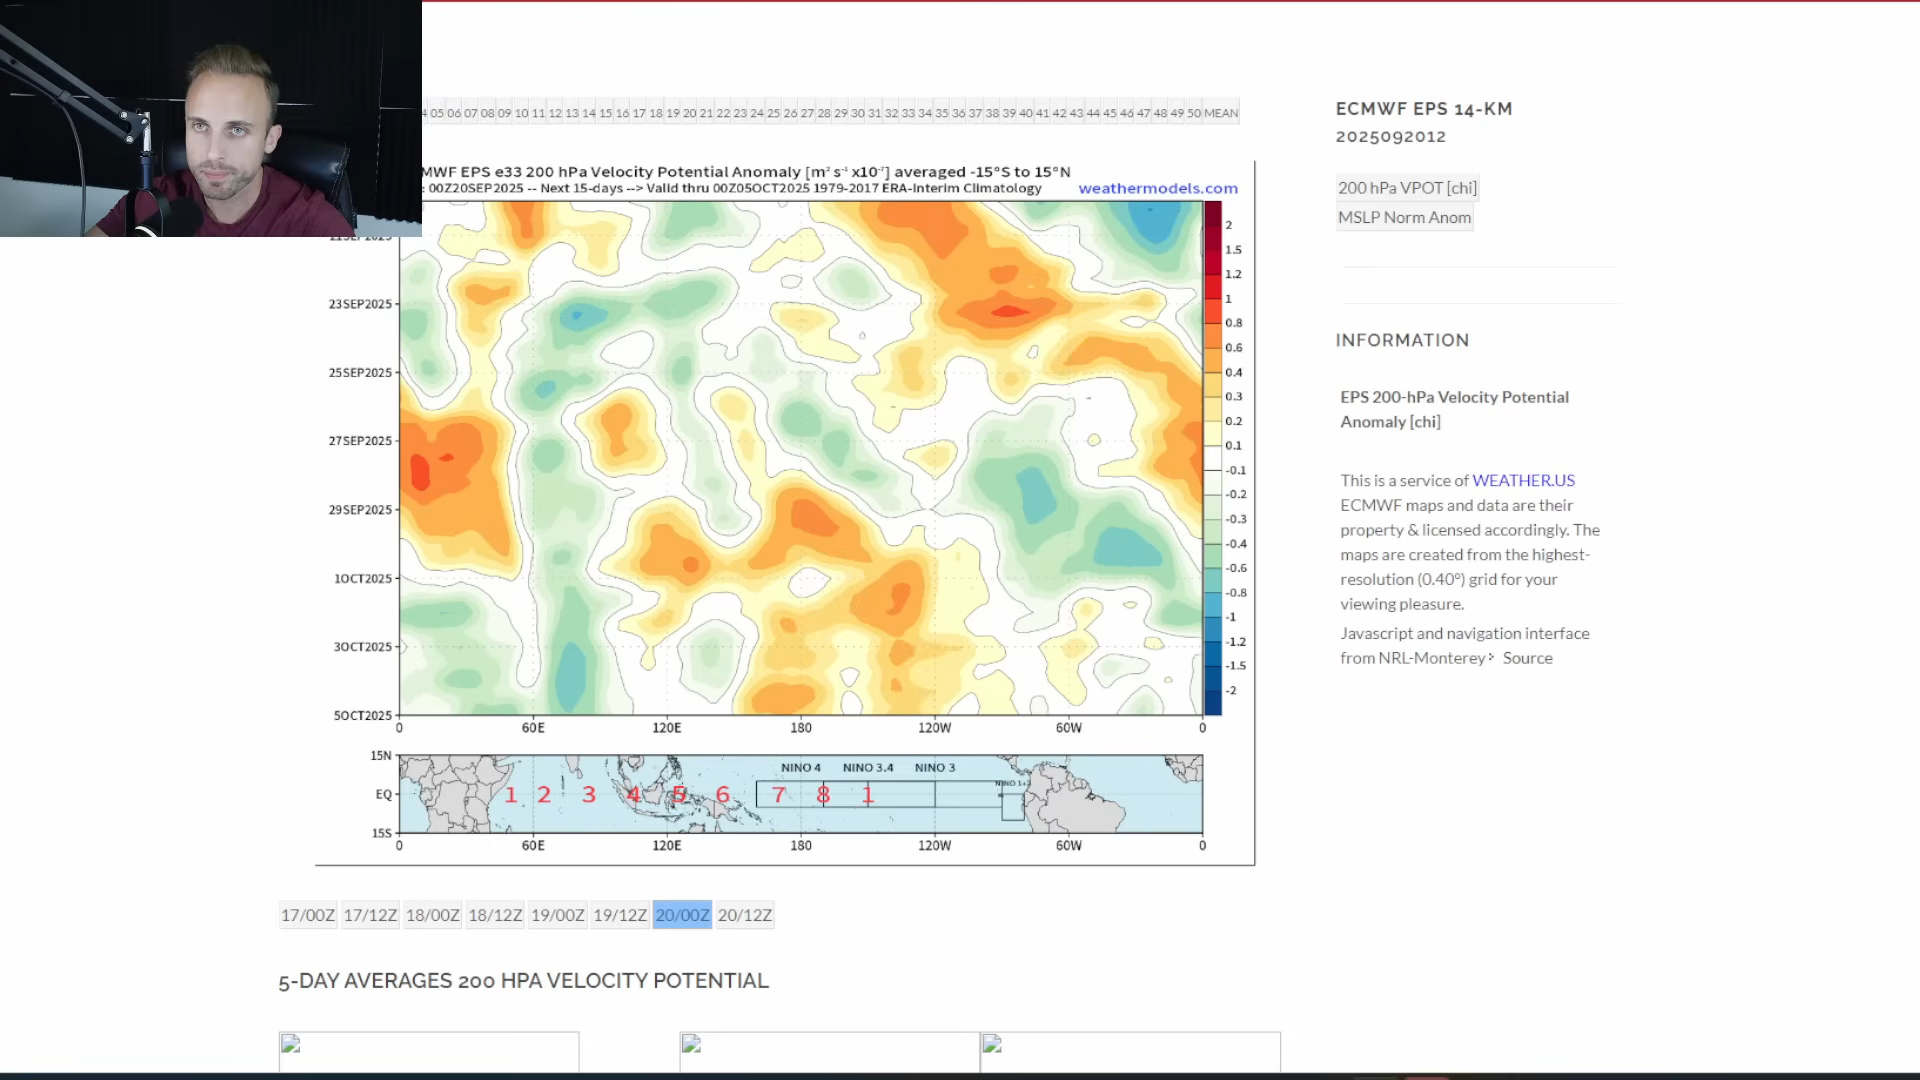 05 06 07 08 09 10 11 12 13 14 15 16 17 18 19 20 21 22 23 24 25 26 27 28 29 30 31 32 33 34 35 36 37 38 39 40 41 42 43 44 45 46 47 48 49 50 MEAN
ECMWF EPS 14-KM
2025092012
200 hPa VPOT [chi]
MSLP Norm Anom
INFORMATION
EPS 200-hPa Velocity Potential
Anomaly [chi]
This is a service of WEATHER.US
ECMWF maps and data are their
property & licensed accordingly. The
maps are created from the highest-
resolution (0.40°) grid for your
viewing pleasure.
Javascript and navigation interface
from NRL-Monterey Source
MWF EPS e33 200 hPa Velocity Potential Anomaly [m² s⁻¹ x10⁻⁷] averaged -15°S to 15°N
: 00Z20SEP2025 -- Next 15-days --> Valid thru 00Z05OCT2025 1979-2017 ERA-Interim Climatology
weathermodels.com
21SEP2025
23SEP2025
25SEP2025
27SEP2025
29SEP2025
1OCT2025
3OCT2025
5OCT2025
0 60E 120E 180 120W 60W 0
2
1.5
1.2
1
0.8
0.6
0.4
0.3
0.2
0.1
-0.1
-0.2
-0.3
-0.4
-0.6
-0.8
-1
-1.2
-1.5
-2
15N
EQ
15S
NINO 4 NINO 3.4 NINO 3
1 2 3 4 5 6 7 8 1
0 60E 120E 180 120W 60W 0
17/00Z 17/12Z 18/00Z 18/12Z 19/00Z 19/12Z 20/00Z 20/12Z
5-DAY AVERAGES 200 HPA VELOCITY POTENTIAL